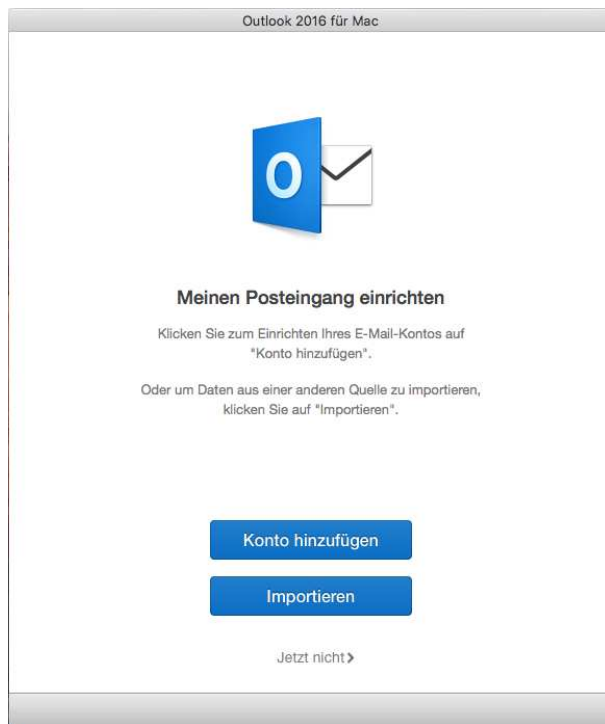 Outlook 2016 für Mac
O
Meinen Posteingang einrichten
Klicken Sie zum Einrichten Ihres E-Mail-Kontos auf
"Konto hinzufügen".
Oder um Daten aus einer anderen Quelle zu importieren,
klicken Sie auf "Importieren".
Konto hinzufügen
Importieren
Jetzt nicht